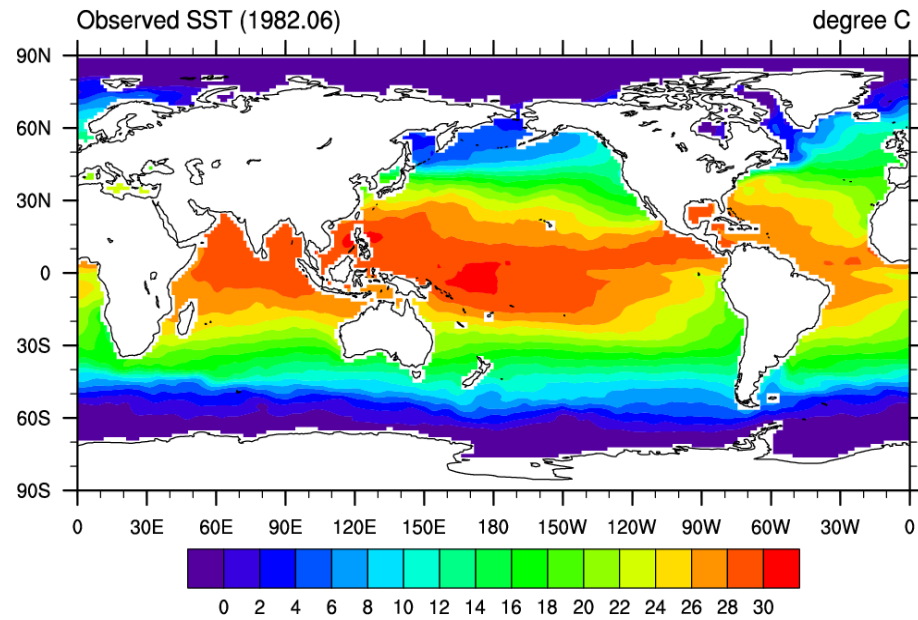 Observed SST (1982.06) degree C
90N
60N
30N
0
30S
60S
90S
0 30E 60E 90E 120E 150E 180 150W 120W 90W 60W 30W 0
0 2 4 6 8 10 12 14 16 18 20 22 24 26 28 30